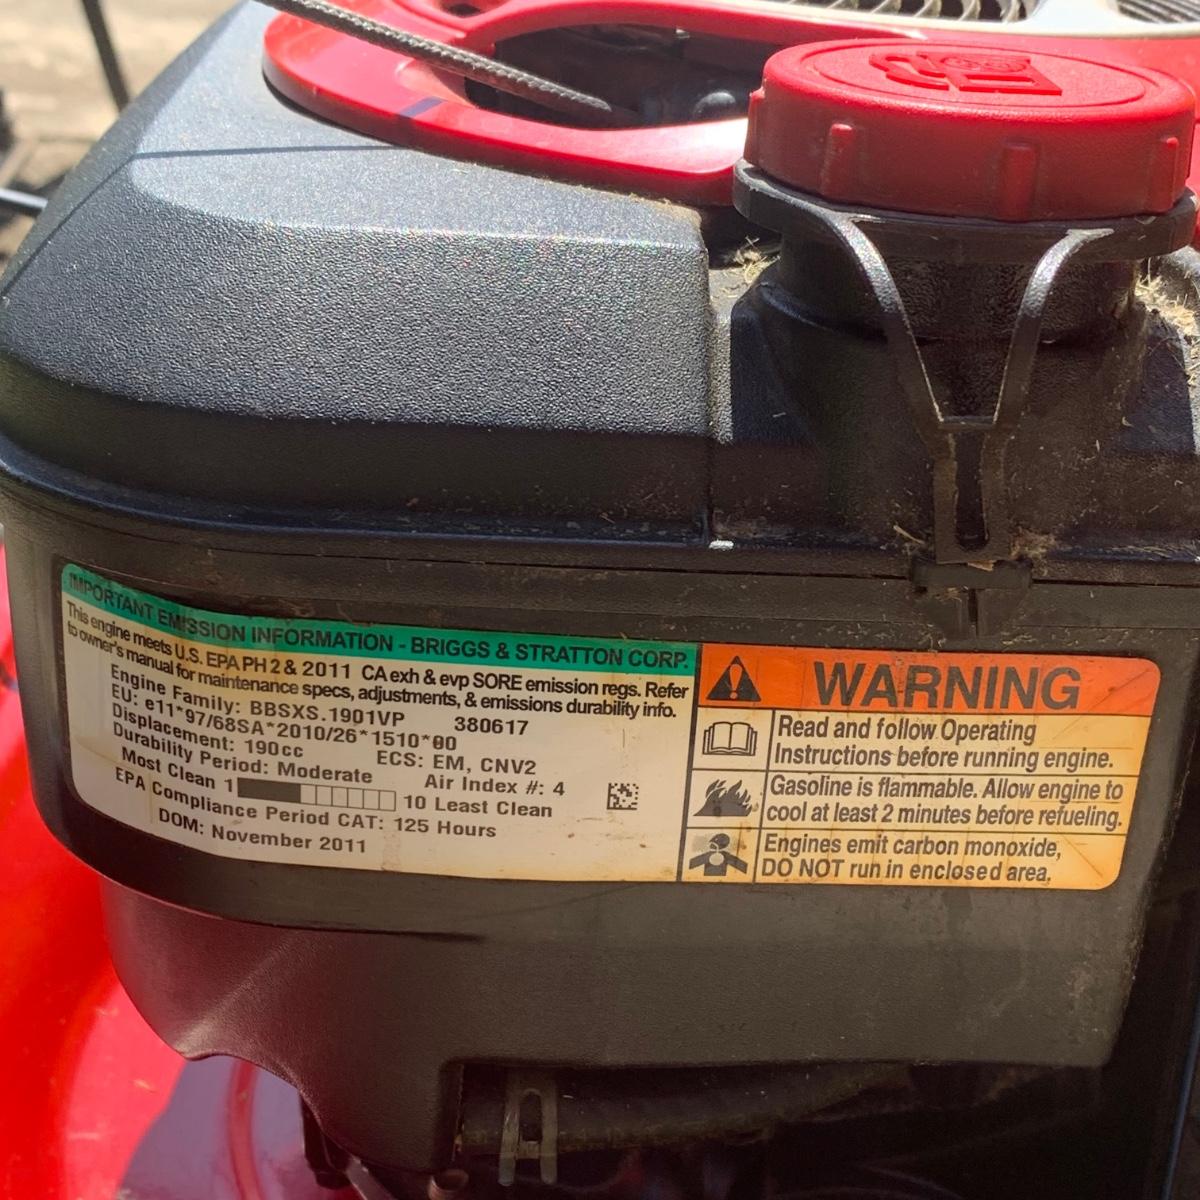 IMPORTANT EMISSION INFORMATION - BRIGGS & STRATTON CORP.
This engine meets U.S. EPA PH 2 & 2011 CA exh & evp SORE emission regs. Refer
to owner's manual for maintenance specs, adjustments, & emissions durability info.
Engine Family: BBSXS.1901VP 380617
EU: e11*97/68SA*2010/26*1510*00
Displacement: 190cc ECS: EM, CNV2
Durability Period: Moderate Air Index #: 4
Most Clean 1 10 Least Clean
EPA Compliance Period CAT: 125 Hours
DOM: November 2011
WARNING
Read and follow Operating
Instructions before running engine.
Gasoline is flammable. Allow engine to
cool at least 2 minutes before refueling.
Engines emit carbon monoxide,
DO NOT run in enclosed area.